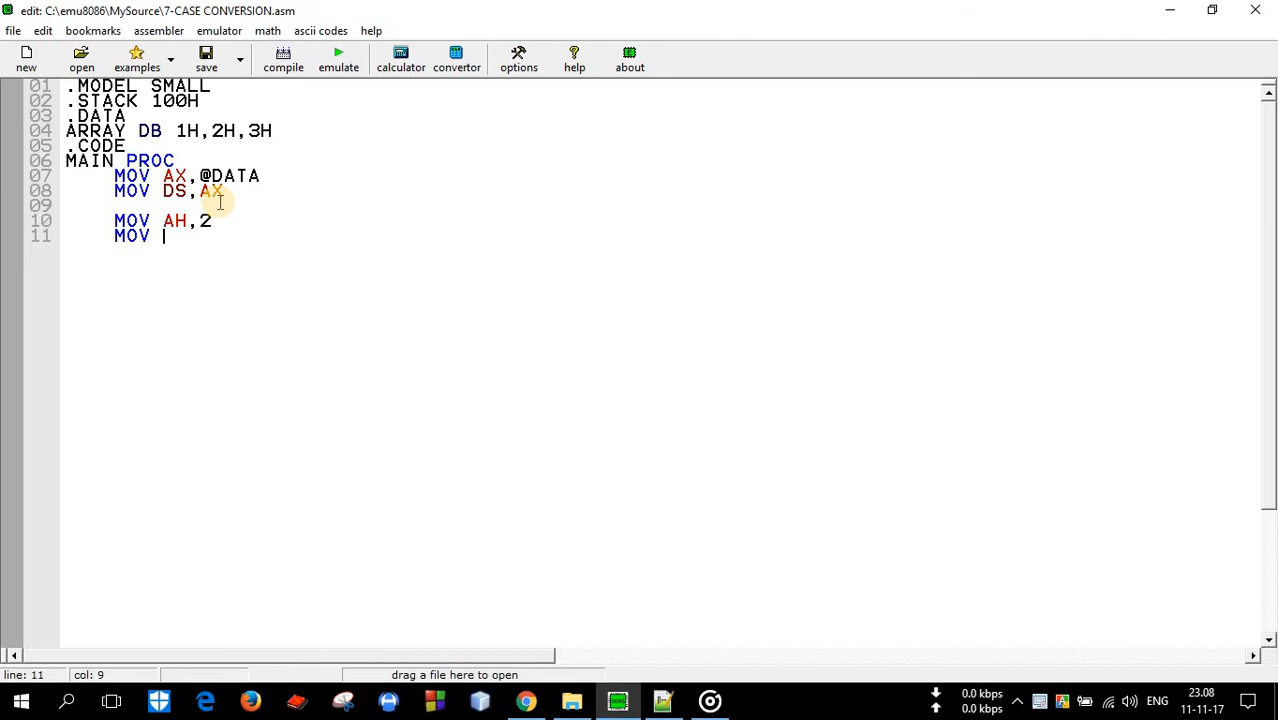 edit: C:\emu8086\MySource\7-CASE CONVERSION.asm
file edit bookmarks assembler emulator math ascii codes help
new open examples save compile emulate calculator convertor options help about
01 .MODEL SMALL
02 .STACK 100H
03 .DATA
04 ARRAY DB 1H,2H,3H
05 .CODE
06 MAIN PROC
07 MOV AX,@DATA
08 MOV DS,AX
09
10 MOV AH,2
11 MOV
line: 11 col: 9 drag a file here to open
0.0 kbps
0.0 kbps
ENG
23.08
11-11-17